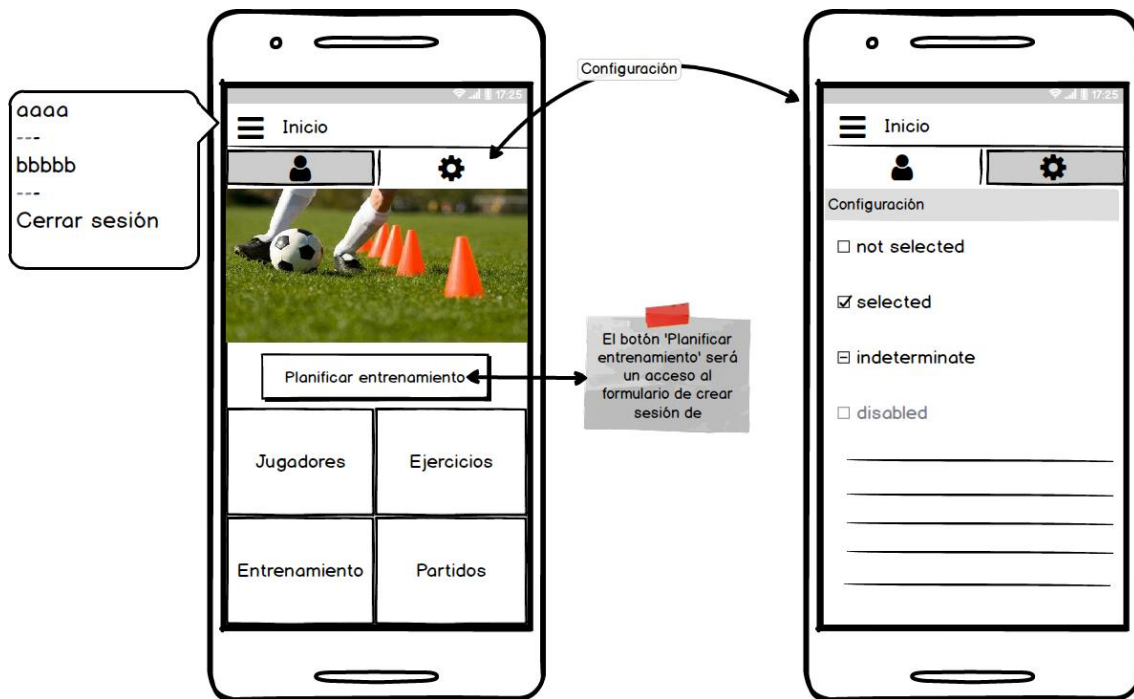 aaaa
---
bbbbb
---
Cerrar sesión
17:25
Inicio
Planificar entrenamiento
Jugadores
Ejercicios
Entrenamiento
Partidos
Configuración
El botón 'Planificar
entrenamiento' será
un acceso al
formulario de crear
sesión de
17:25
Inicio
Configuración
not selected
selected
indeterminate
disabled